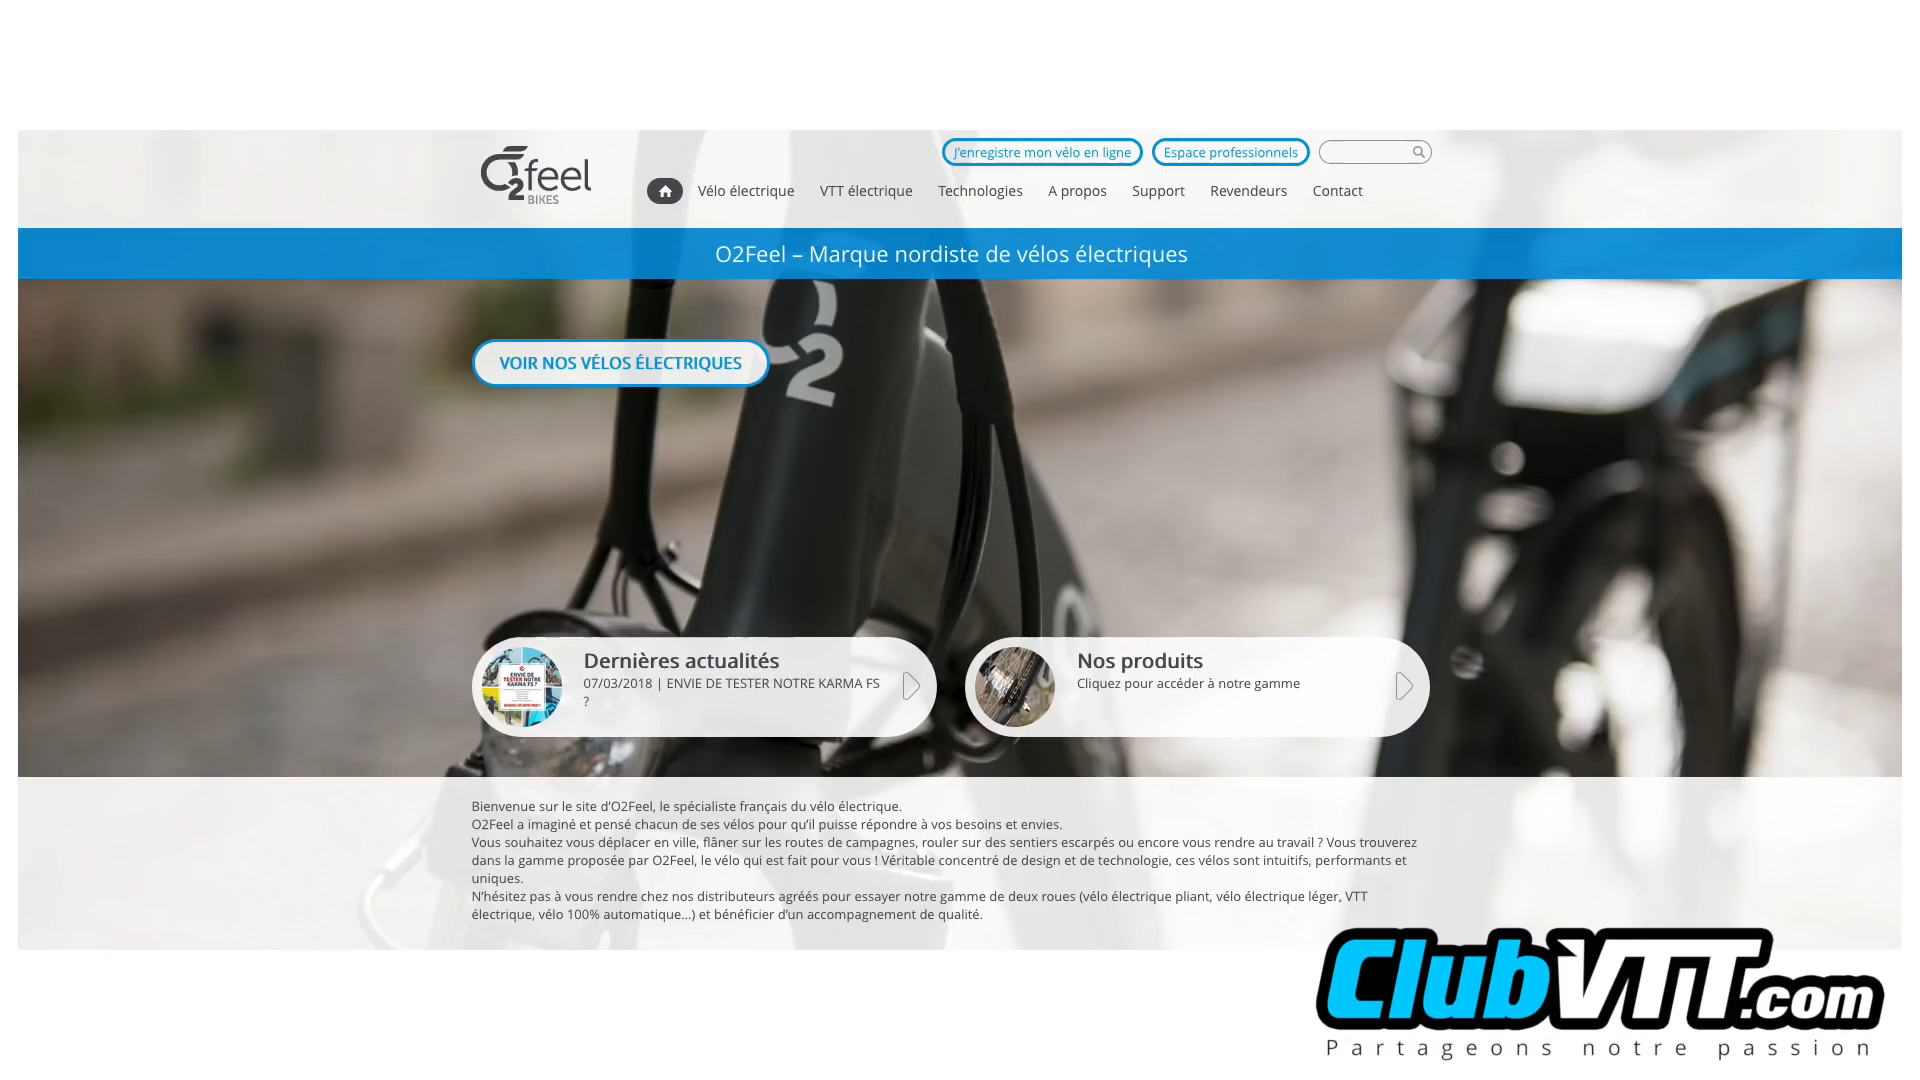 O2feel
BIKES
J'enregistre mon vélo en ligne
Espace professionnels
Vélo électrique
VTT électrique
Technologies
A propos
Support
Revendeurs
Contact
O2Feel – Marque nordiste de vélos électriques
O2
VOIR NOS VÉLOS ÉLECTRIQUES
Dernières actualités
07/03/2018 | ENVIE DE TESTER NOTRE KARMA FS
?
ENVIE DE
TESTER NOTRE
KARMA FS ?
Nos produits
Cliquez pour accéder à notre gamme
Bienvenue sur le site d'O2Feel, le spécialiste français du vélo électrique.
O2Feel a imaginé et pensé chacun de ses vélos pour qu'il puisse répondre à vos besoins et envies.
Vous souhaitez vous déplacer en ville, flâner sur les routes de campagnes, rouler sur des sentiers escarpés ou encore vous rendre au travail ? Vous trouverez
dans la gamme proposée par O2Feel, le vélo qui est fait pour vous ! Véritable concentré de design et de technologie, ces vélos sont intuitifs, performants et
uniques.
N'hésitez pas à vous rendre chez nos distributeurs agréés pour essayer notre gamme de deux roues (vélo électrique pliant, vélo électrique léger, VTT
électrique, vélo 100% automatique...) et bénéficier d'un accompagnement de qualité.
ClubVTT.com
Partageons notre passion